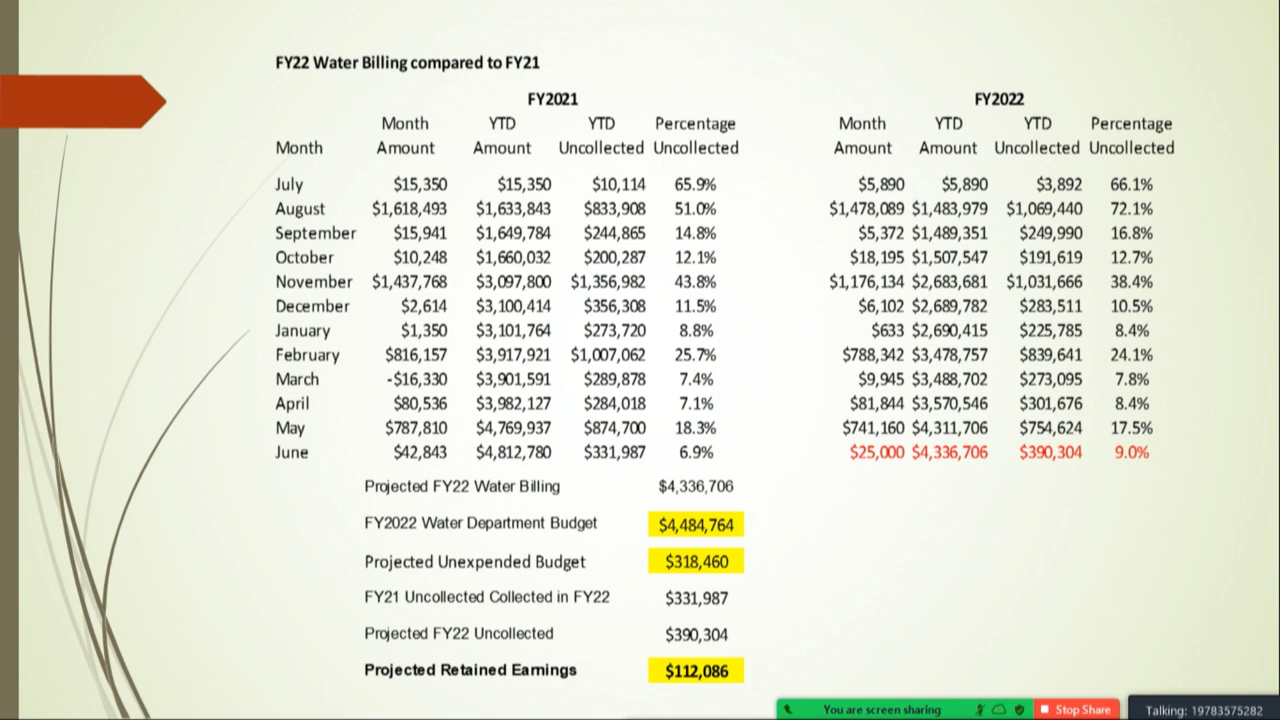 FY22 Water Billing compared to FY21
FY2021 FY2022
Month YTD YTD Percentage Month YTD YTD Percentage
Month Amount Amount Uncollected Uncollected Amount Amount Uncollected Uncollected
July $15,350 $15,350 $10,114 65.9% $5,890 $5,890 $3,892 66.1%
August $1,618,493 $1,633,843 $833,908 51.0% $1,478,089 $1,483,979 $1,069,440 72.1%
September $15,941 $1,649,784 $244,865 14.8% $5,372 $1,489,351 $249,990 16.8%
October $10,248 $1,660,032 $200,287 12.1% $18,195 $1,507,547 $191,619 12.7%
November $1,437,768 $3,097,800 $1,356,982 43.8% $1,176,134 $2,683,681 $1,031,666 38.4%
December $2,614 $3,100,414 $356,308 11.5% $6,102 $2,689,782 $283,511 10.5%
January $1,350 $3,101,764 $273,720 8.8% $633 $2,690,415 $225,785 8.4%
February $816,157 $3,917,921 $1,007,062 25.7% $788,342 $3,478,757 $839,641 24.1%
March -$16,330 $3,901,591 $289,878 7.4% $9,945 $3,488,702 $273,095 7.8%
April $80,536 $3,982,127 $284,018 7.1% $81,844 $3,570,546 $301,676 8.4%
May $787,810 $4,769,937 $874,700 18.3% $741,160 $4,311,706 $754,624 17.5%
June $42,843 $4,812,780 $331,987 6.9% $25,000 $4,336,706 $390,304 9.0%
Projected FY22 Water Billing $4,336,706
FY2022 Water Department Budget $4,484,764
Projected Unexpended Budget $318,460
FY21 Uncollected Collected in FY22 $331,987
Projected FY22 Uncollected $390,304
Projected Retained Earnings $112,086
You are screen sharing Stop Share Talking: 19783575282